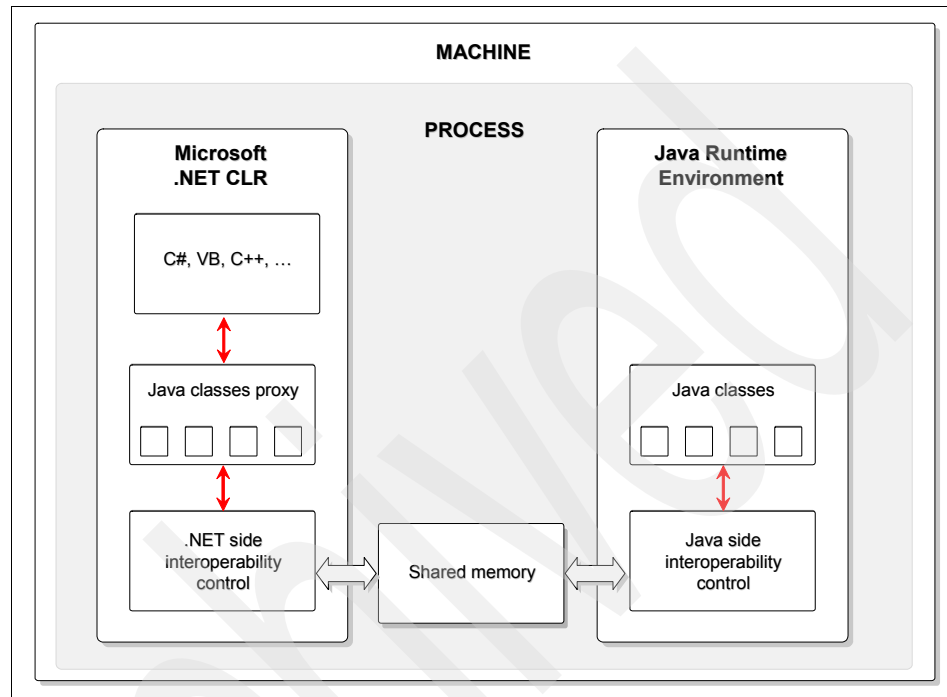 MACHINE
PROCESS
Microsoft
.NET CLR
C#, VB, C++, …
Java classes proxy
.NET side
interoperability
control
Shared memory
Java Runtime
Environment
Java classes
Java side
interoperability
control